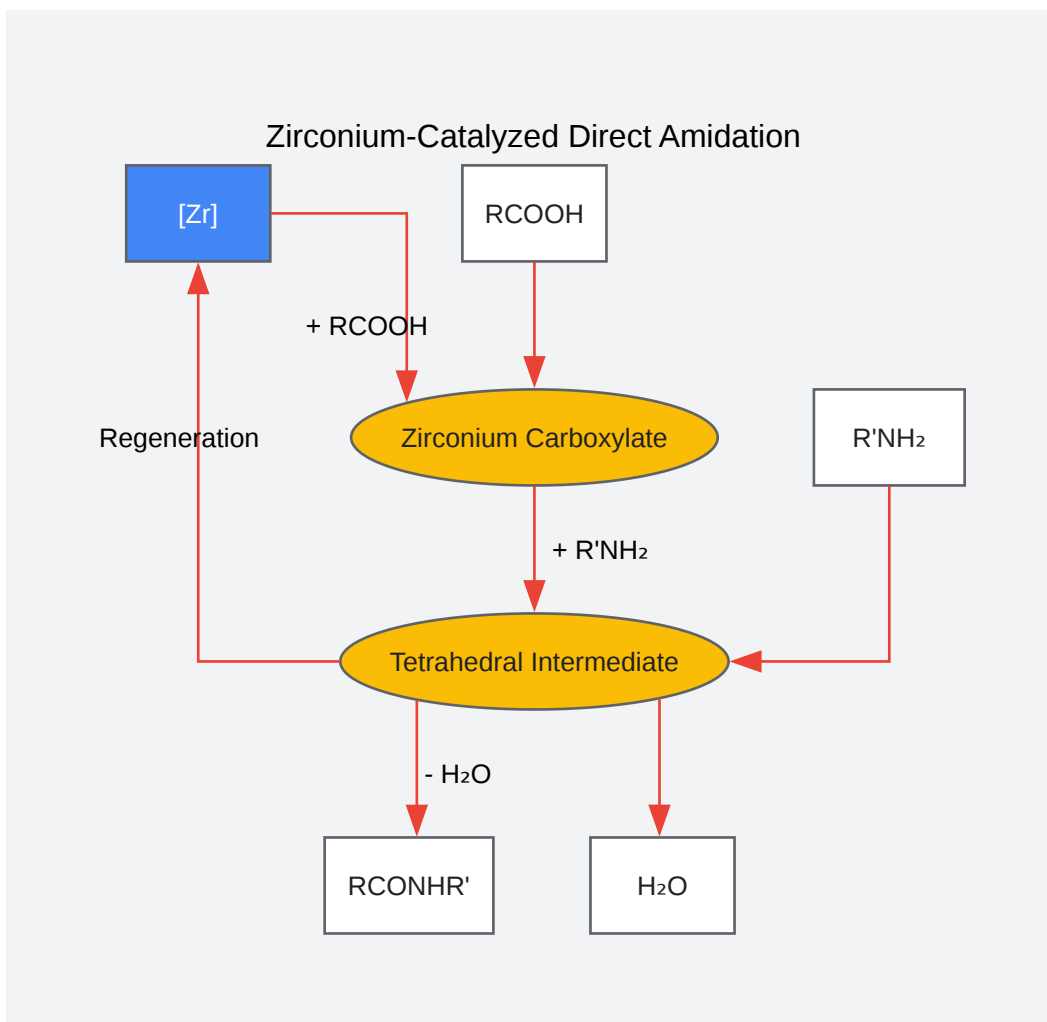 Zirconium-Catalyzed Direct Amidation
[Zr]
RCOOH
+ RCOOH
Regeneration
Zirconium Carboxylate
R'NH₂
+ R'NH₂
Tetrahedral Intermediate
- H₂O
RCONHR'
H₂O